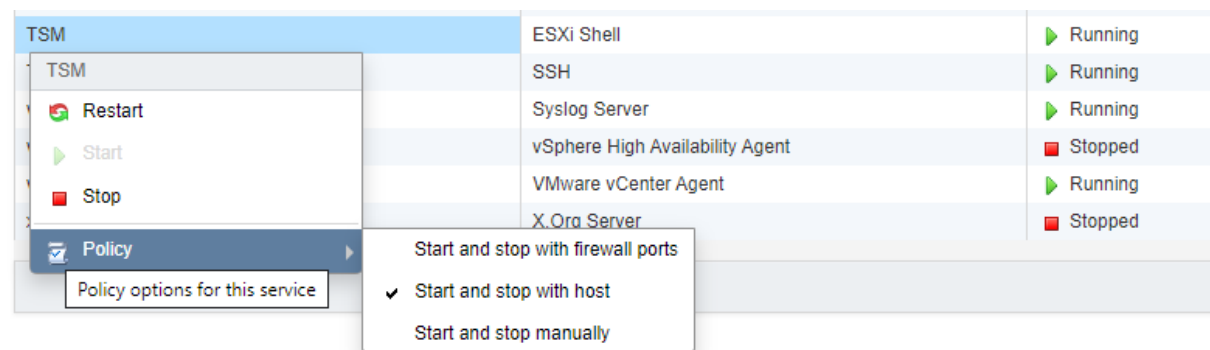 TSM ESXi Shell Running
TSM
SSH Running
Restart
Syslog Server Running
Start
vSphere High Availability Agent Stopped
Stop
VMware vCenter Agent Running
X.Org Server Stopped
Policy
Start and stop with firewall ports
Policy options for this service
Start and stop with host
Start and stop manually